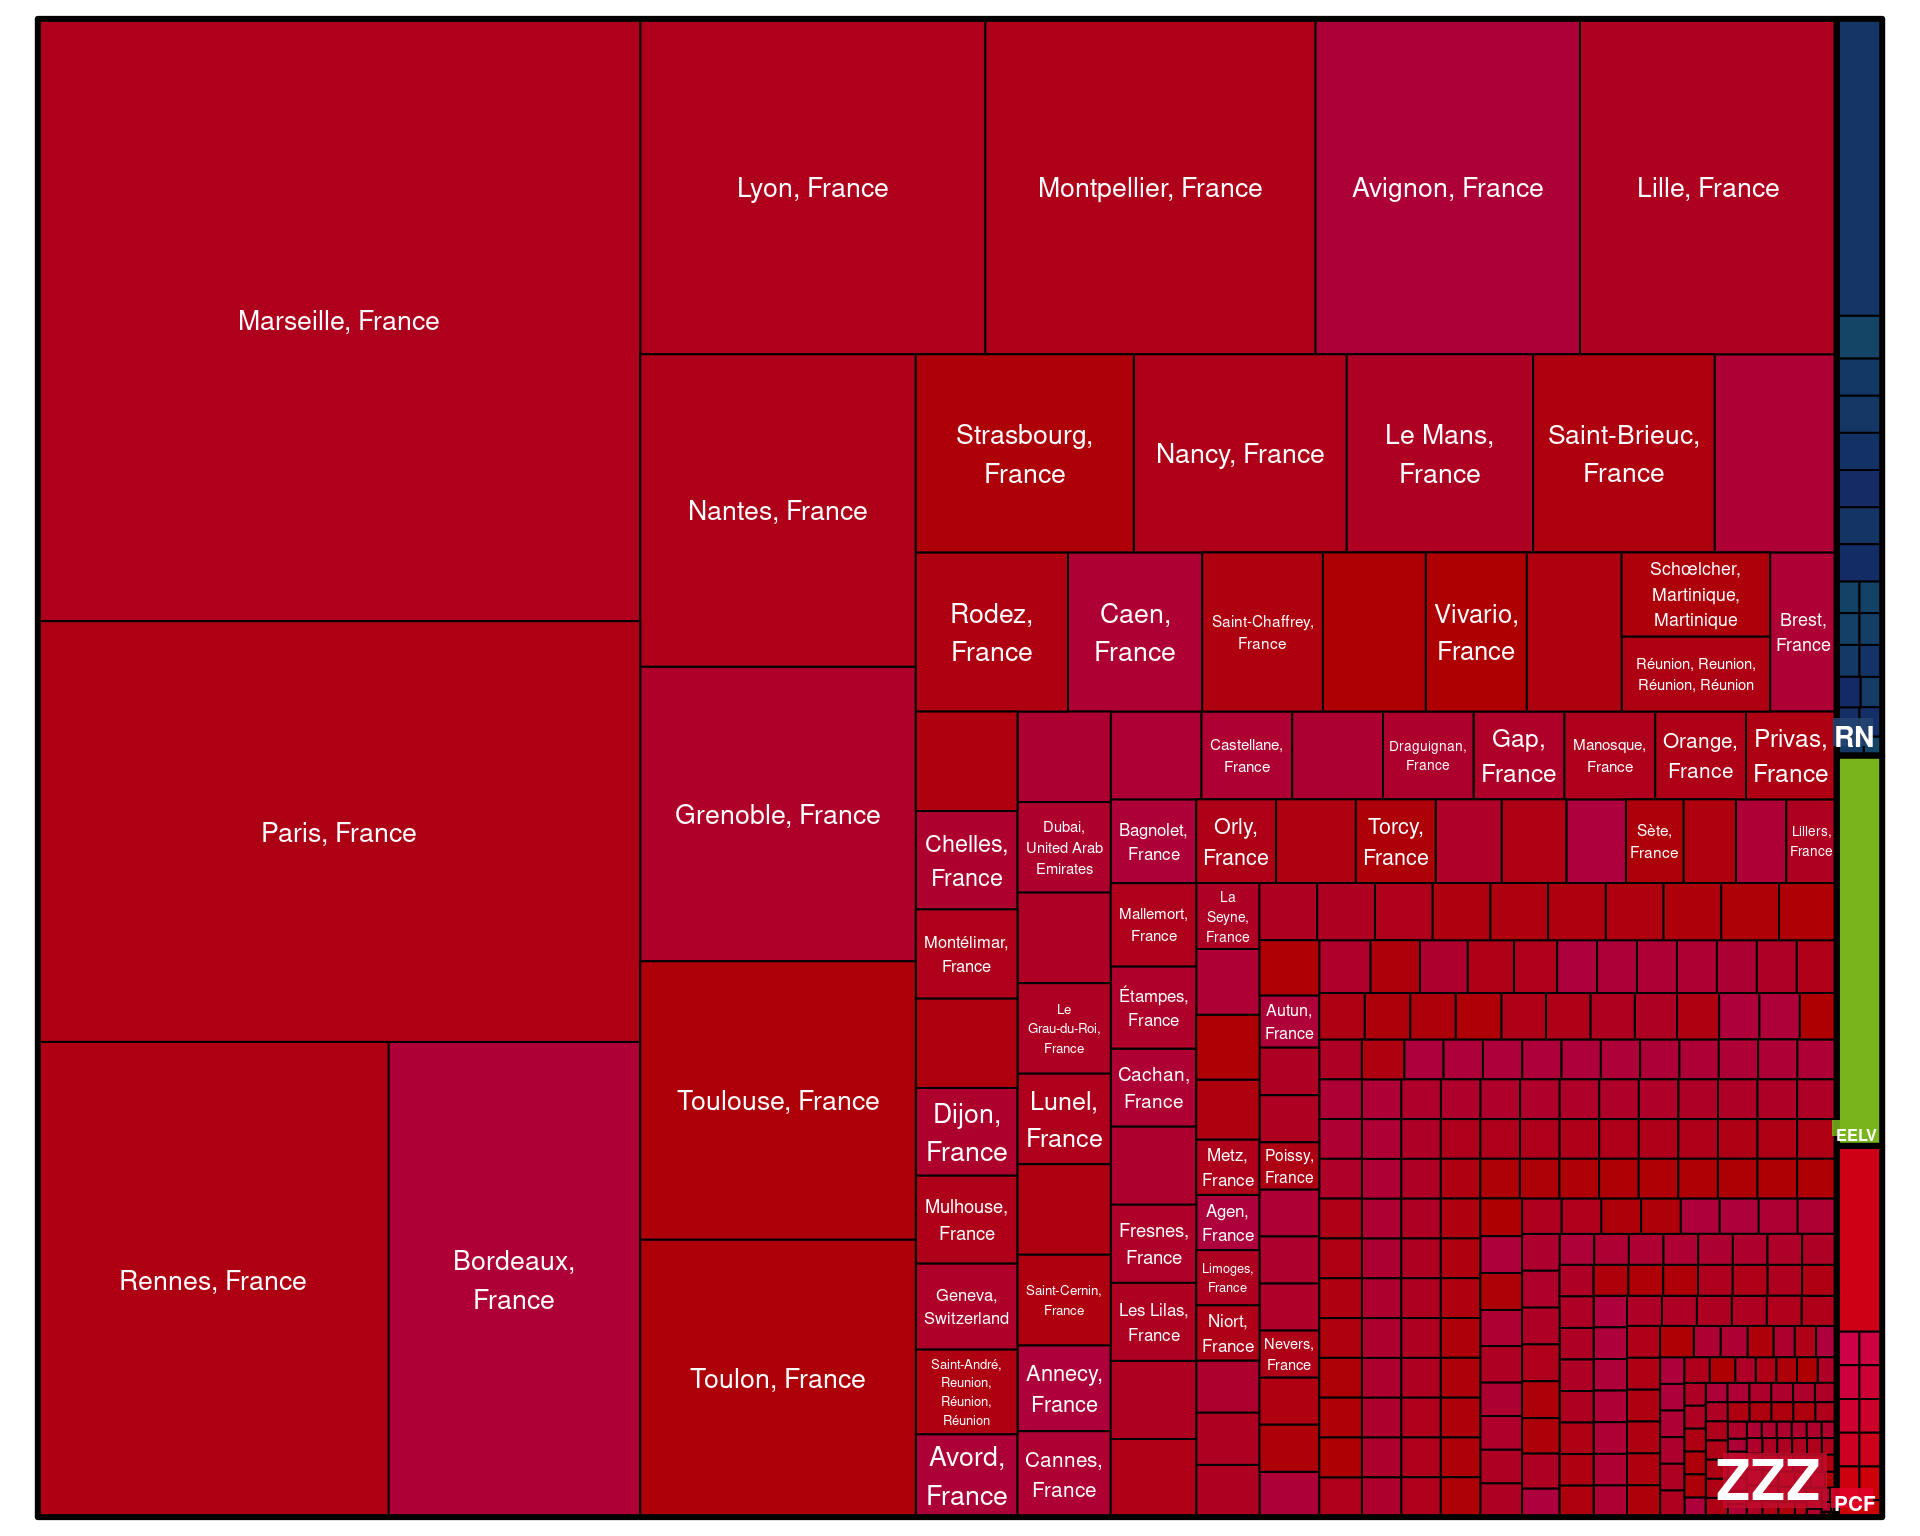 Marseille, France
Lyon, France
Montpellier, France
Avignon, France
Lille, France
Paris, France
Rennes, France
Bordeaux,
France
Nantes, France
Grenoble, France
Toulouse, France
Toulon, France
Strasbourg,
France
Nancy, France
Le Mans,
France
Saint-Brieuc,
France
Rodez,
France
Caen,
France
Saint-Chaffrey,
France
Vivario,
France
Schœlcher,
Martinique,
Martinique
Réunion, Reunion,
Réunion, Réunion
Brest,
France
Chelles,
France
Montélimar,
France
Dijon,
France
Mulhouse,
France
Geneva,
Switzerland
Saint-André,
Reunion,
Réunion,
Réunion
Avord,
France
Dubai,
United Arab
Emirates
Le
Grau-du-Roi,
France
Lunel,
France
Saint-Cernin,
France
Annecy,
France
Cannes,
France
Castellane,
France
Draguignan,
France
Gap,
France
Manosque,
France
Orange,
France
Privas,
France
Bagnolet,
France
Mallemort,
France
Étampes,
France
Cachan,
France
Fresnes,
France
Les Lilas,
France
Orly,
France
Torcy,
France
Sète,
France
Lillers,
France
La
Seyne,
France
Metz,
France
Agen,
France
Limoges,
France
Niort,
France
Autun,
France
Poissy,
France
Nevers,
France
ZZZ
RN
EELV
PCF